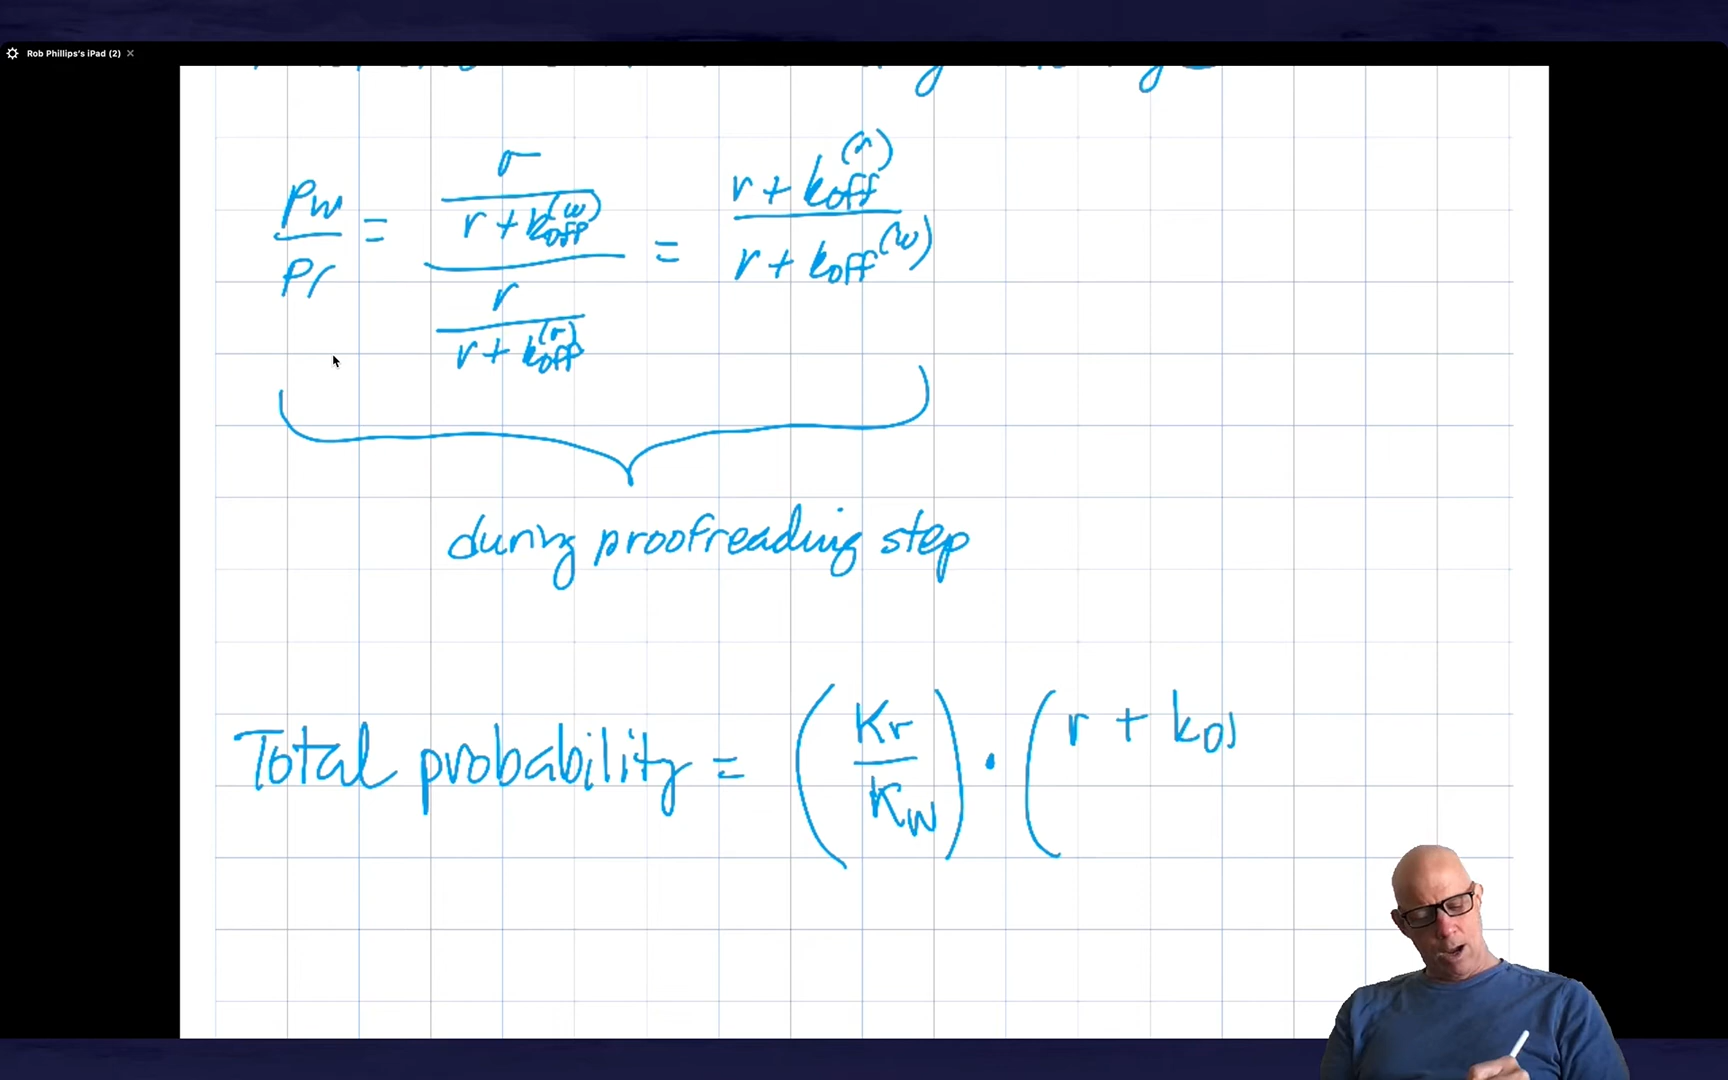 Rob Phillips's iPad (2) ×
pw/pr = (r/(r + koff^(w)))/(r/(r + koff^(r))) = (r + koff^(r))/(r + koff^(w))
during proofreading step
Total probability = (Kr/Kw) · (r + ko